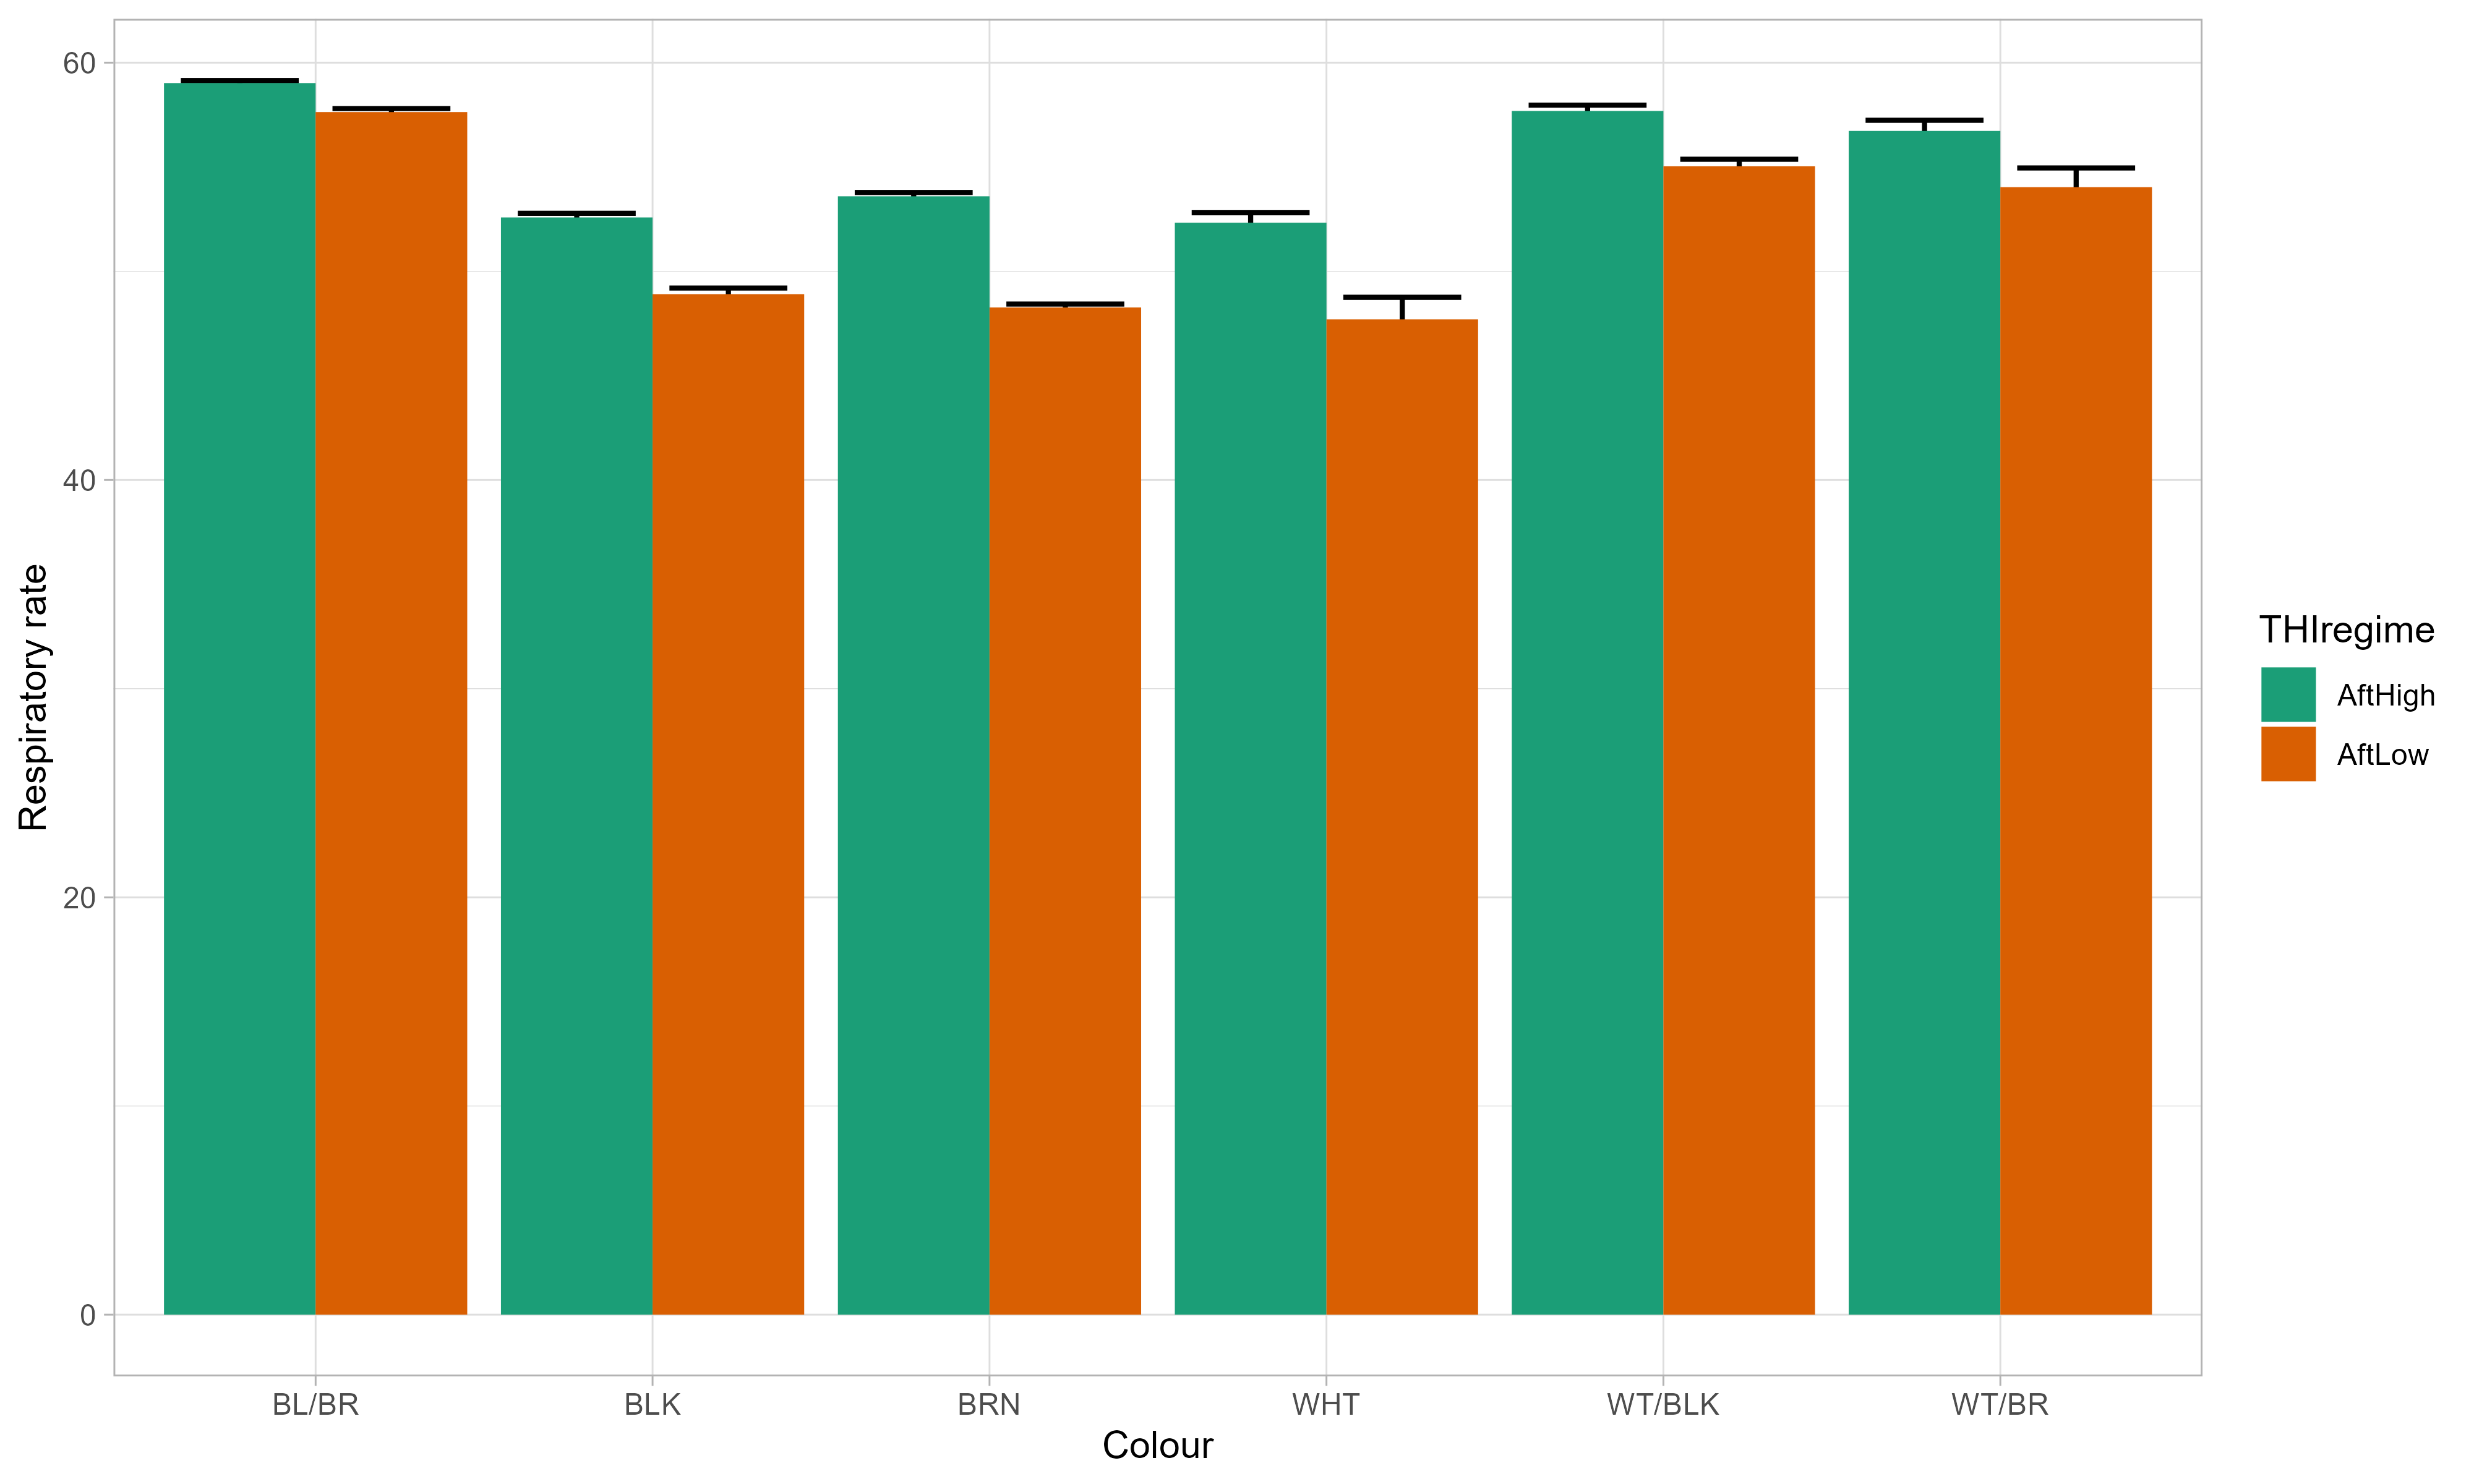 60
40
20
0
Respiratory rate
BL/BR BLK BRN WHT WT/BLK WT/BR
Colour
THIregime
AftHigh
AftLow